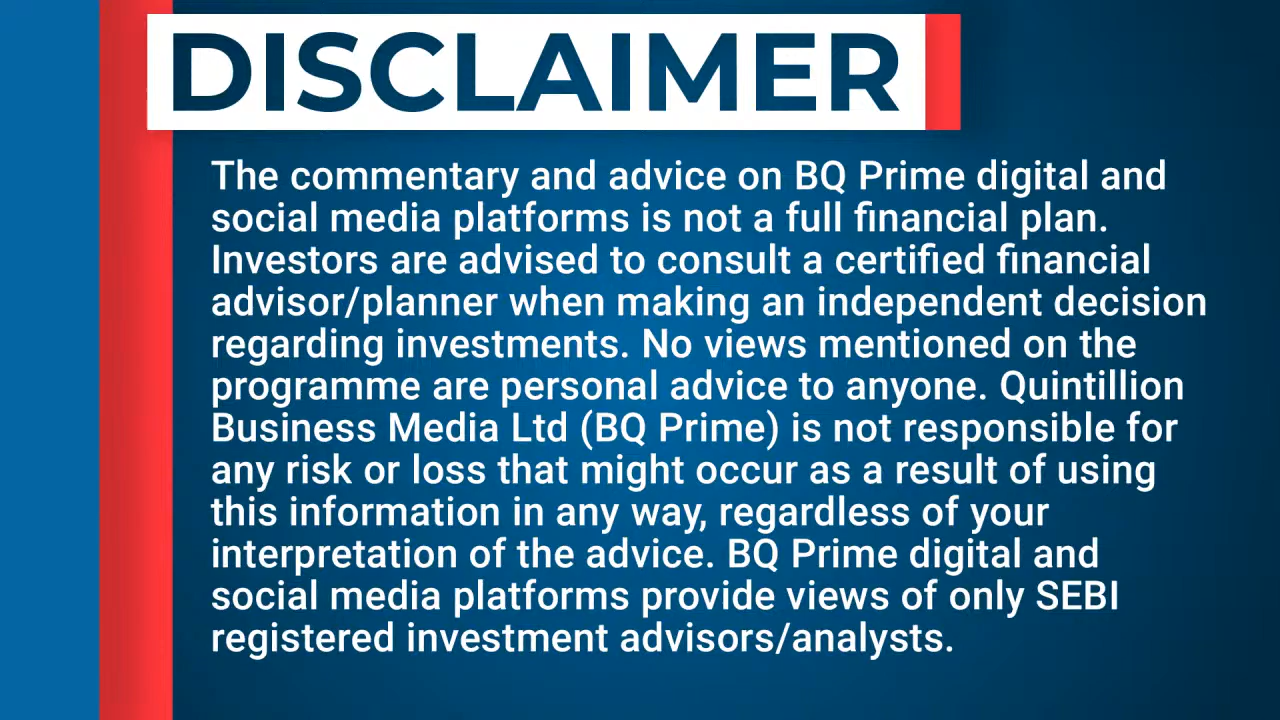 DISCLAIMER
The commentary and advice on BQ Prime digital and
social media platforms is not a full financial plan.
Investors are advised to consult a certified financial
advisor/planner when making an independent decision
regarding investments. No views mentioned on the
programme are personal advice to anyone. Quintillion
Business Media Ltd (BQ Prime) is not responsible for
any risk or loss that might occur as a result of using
this information in any way, regardless of your
interpretation of the advice. BQ Prime digital and
social media platforms provide views of only SEBI
registered investment advisors/analysts.